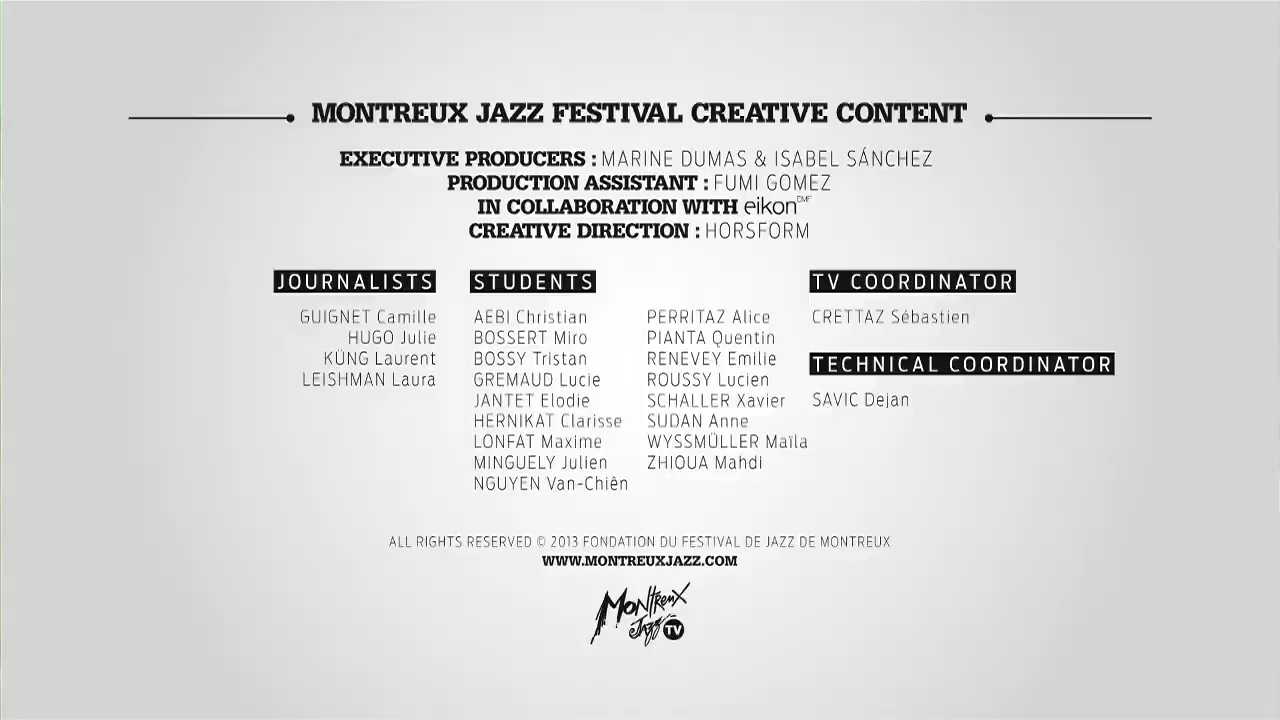 MONTREUX JAZZ FESTIVAL CREATIVE CONTENT
EXECUTIVE PRODUCERS : MARINE DUMAS & ISABEL SÁNCHEZ
PRODUCTION ASSISTANT : FUMI GOMEZ
IN COLLABORATION WITH eikon EMF
CREATIVE DIRECTION : HORSFORM
JOURNALISTS
GUIGNET Camille
HUGO Julie
KÜNG Laurent
LEISHMAN Laura
STUDENTS
AEBI Christian
BOSSERT Miro
BOSSY Tristan
GREMAUD Lucie
JANTET Elodie
HERNIKAT Clarisse
LONFAT Maxime
MINGUELY Julien
NGUYEN Van-Chiên
PERRITAZ Alice
PIANTA Quentin
RENEVEY Emilie
ROUSSY Lucien
SCHALLER Xavier
SUDAN Anne
WYSSMÜLLER Maïla
ZHIOUA Mahdi
TV COORDINATOR
CRETTAZ Sébastien
TECHNICAL COORDINATOR
SAVIC Dejan
ALL RIGHTS RESERVED © 2013 FONDATION DU FESTIVAL DE JAZZ DE MONTREUX
WWW.MONTREUXJAZZ.COM
MONTREUX
JAZZ TV